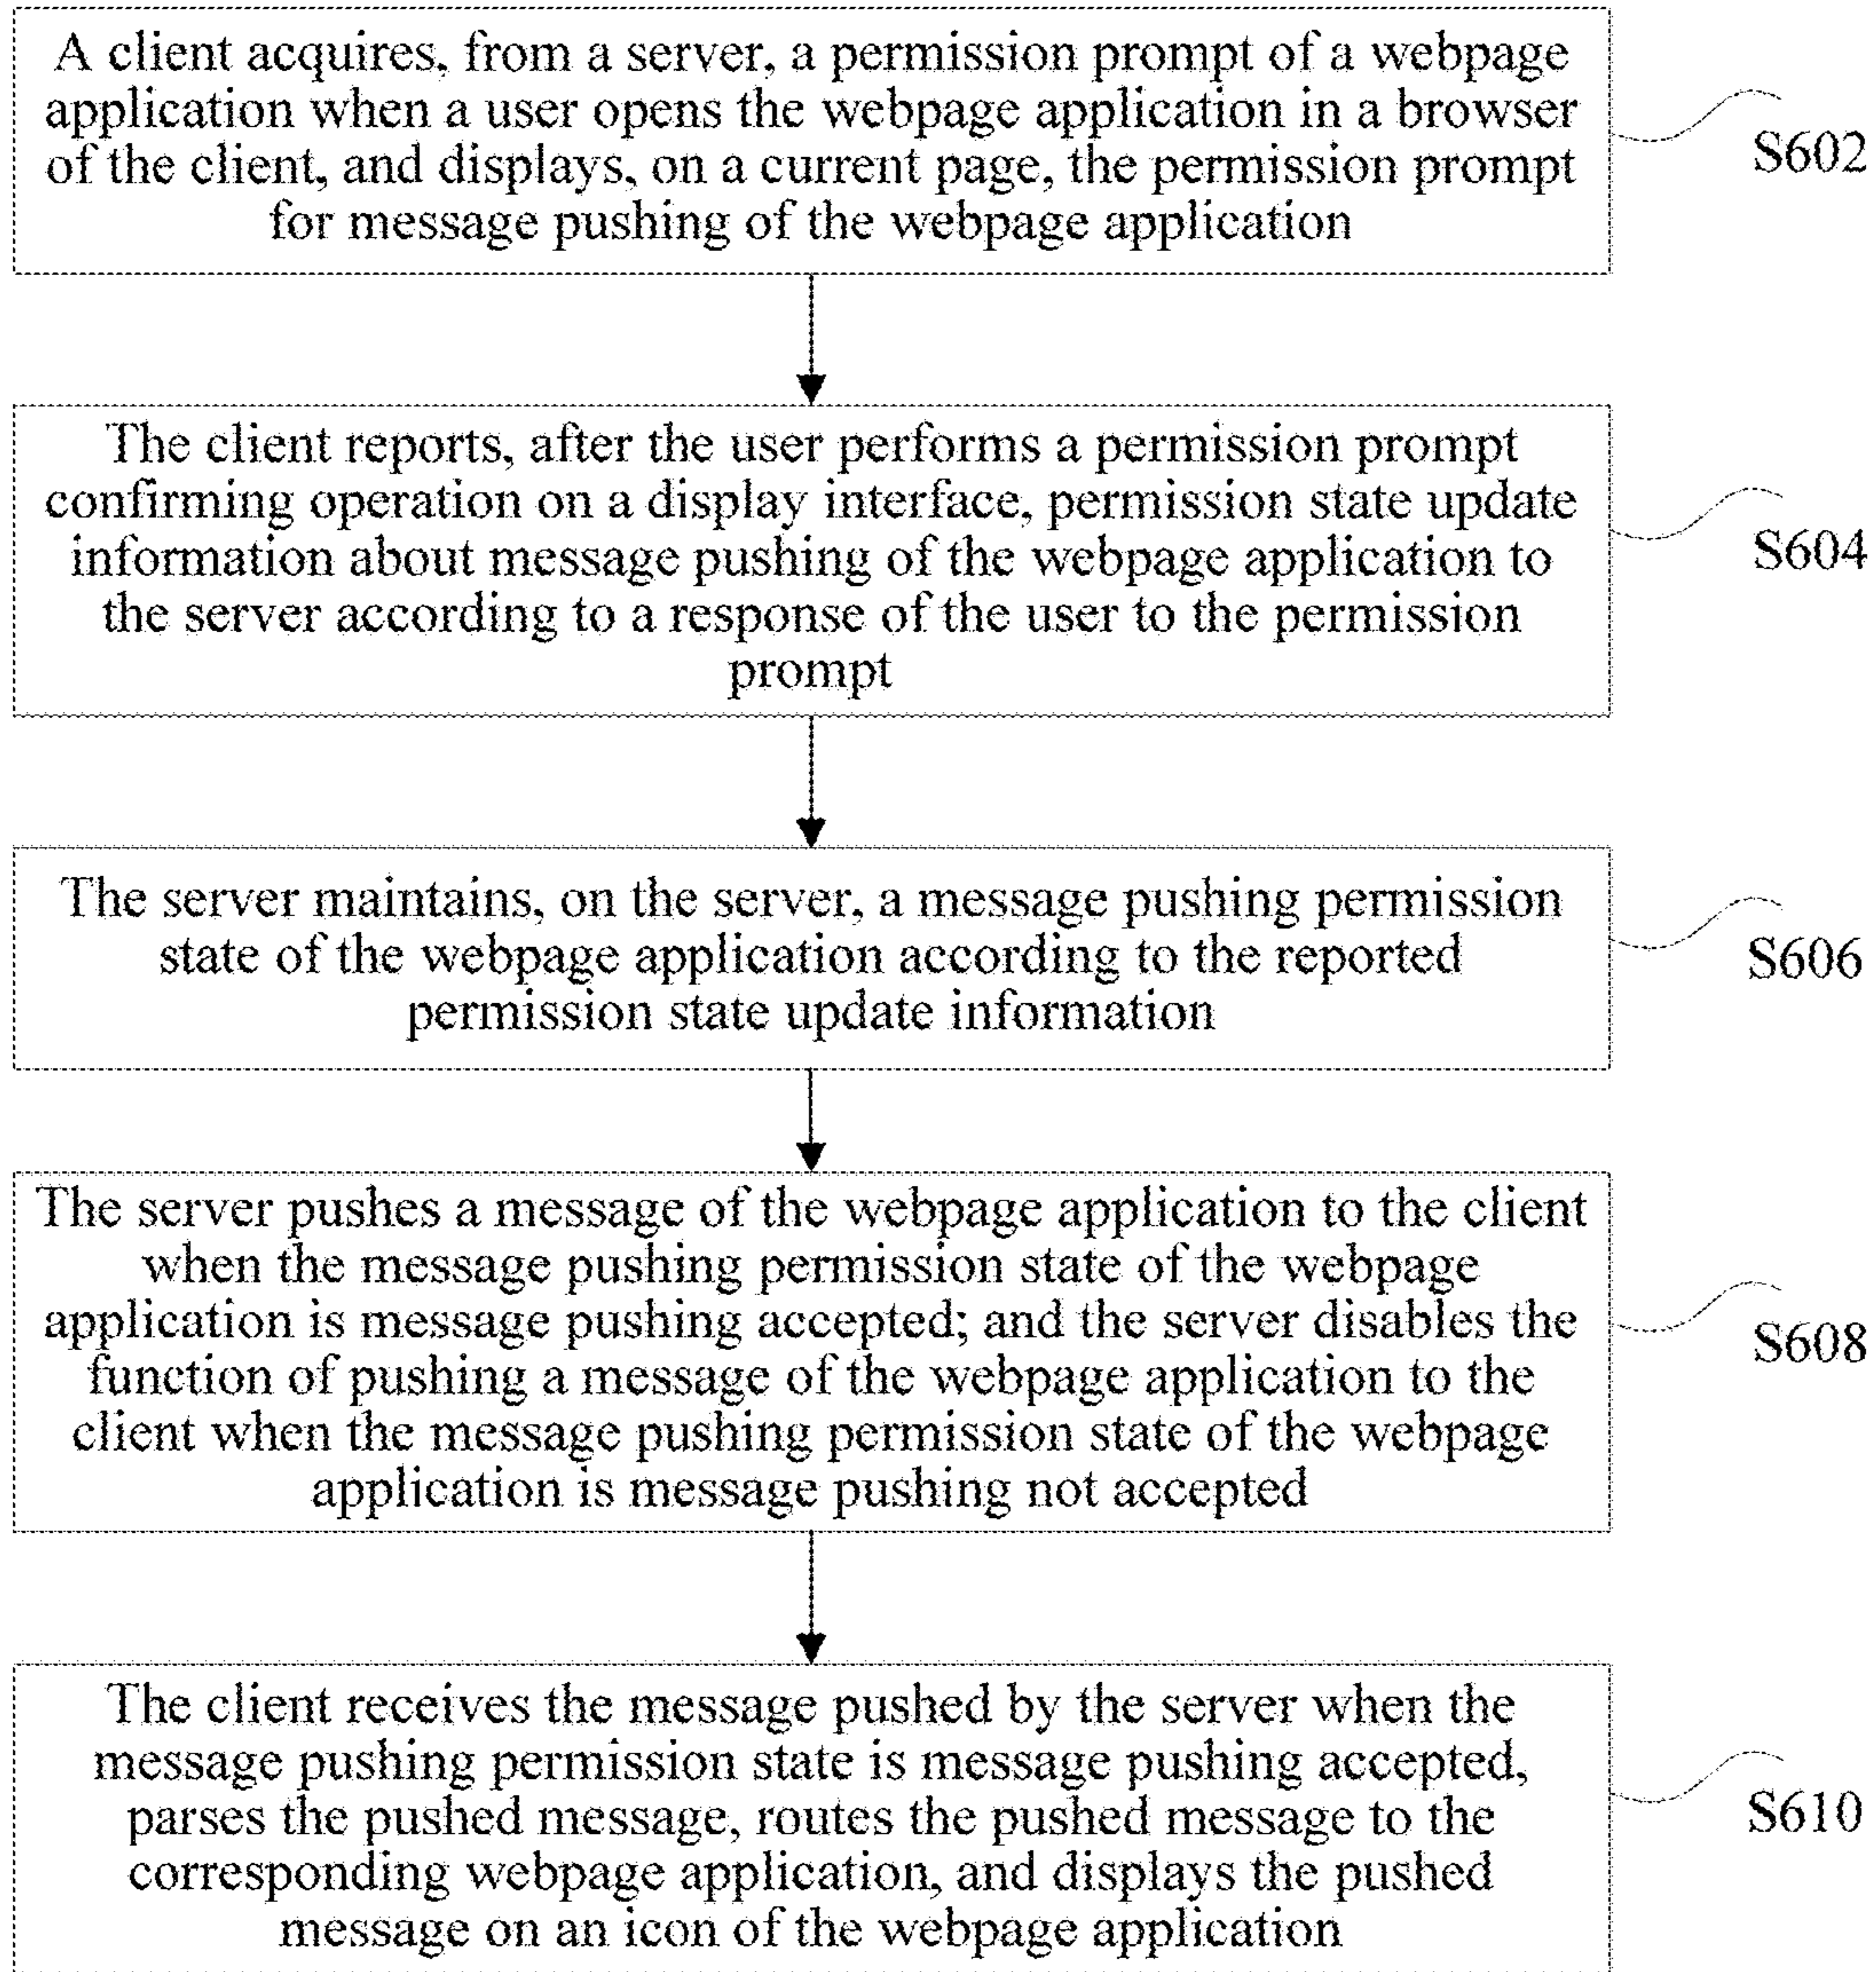 A client acquires, from a server, a permission prompt of a webpage
application when a user opens the webpage application in a browser
of the client, and displays, on a current page, the permission prompt
for message pushing of the webpage application
S602
The client reports, after the user performs a permission prompt
confirming operation on a display interface, permission state update
information about message pushing of the webpage application to
the server according to a response of the user to the permission
prompt
S604
The server maintains, on the server, a message pushing permission
state of the webpage application according to the reported
permission state update information
S606
The server pushes a message of the webpage application to the client
when the message pushing permission state of the webpage
application is message pushing accepted; and the server disables the
function of pushing a message of the webpage application to the
client when the message pushing permission state of the webpage
application is message pushing not accepted
S608
The client receives the message pushed by the server when the
message pushing permission state is message pushing accepted,
parses the pushed message, routes the pushed message to the
corresponding webpage application, and displays the pushed
message on an icon of the webpage application
S610